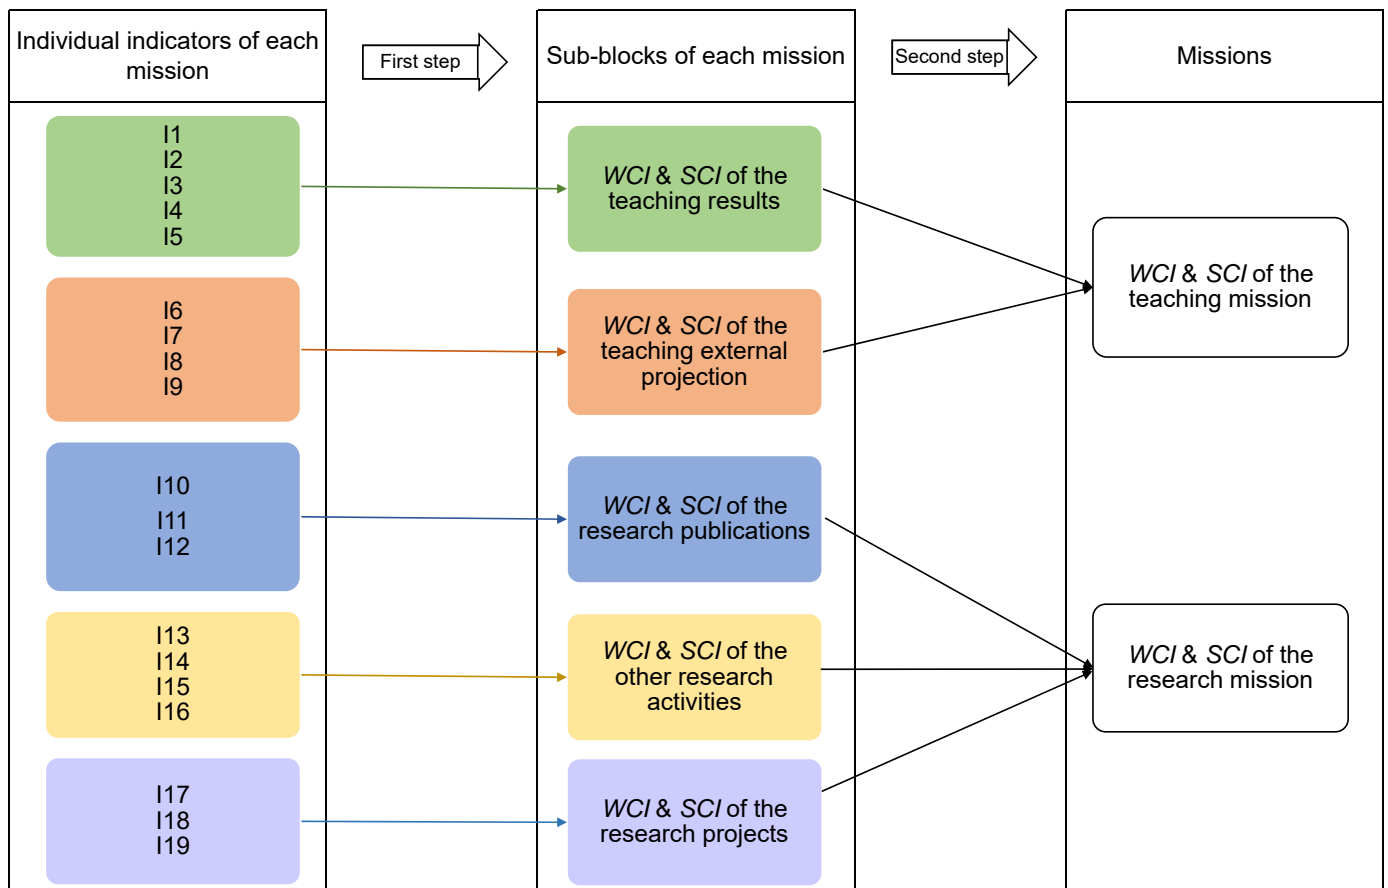 Individual indicators of each
mission
First step
Sub-blocks of each mission
Second step
Missions
I1
I2
I3
I4
I5
WCI & SCI of the
teaching results
I6
I7
I8
I9
WCI & SCI of the
teaching external
projection
WCI & SCI of the
teaching mission
I10
I11
I12
WCI & SCI of the
research publications
I13
I14
I15
I16
WCI & SCI of the
other research
activities
WCI & SCI of the
research mission
I17
I18
I19
WCI & SCI of the
research projects